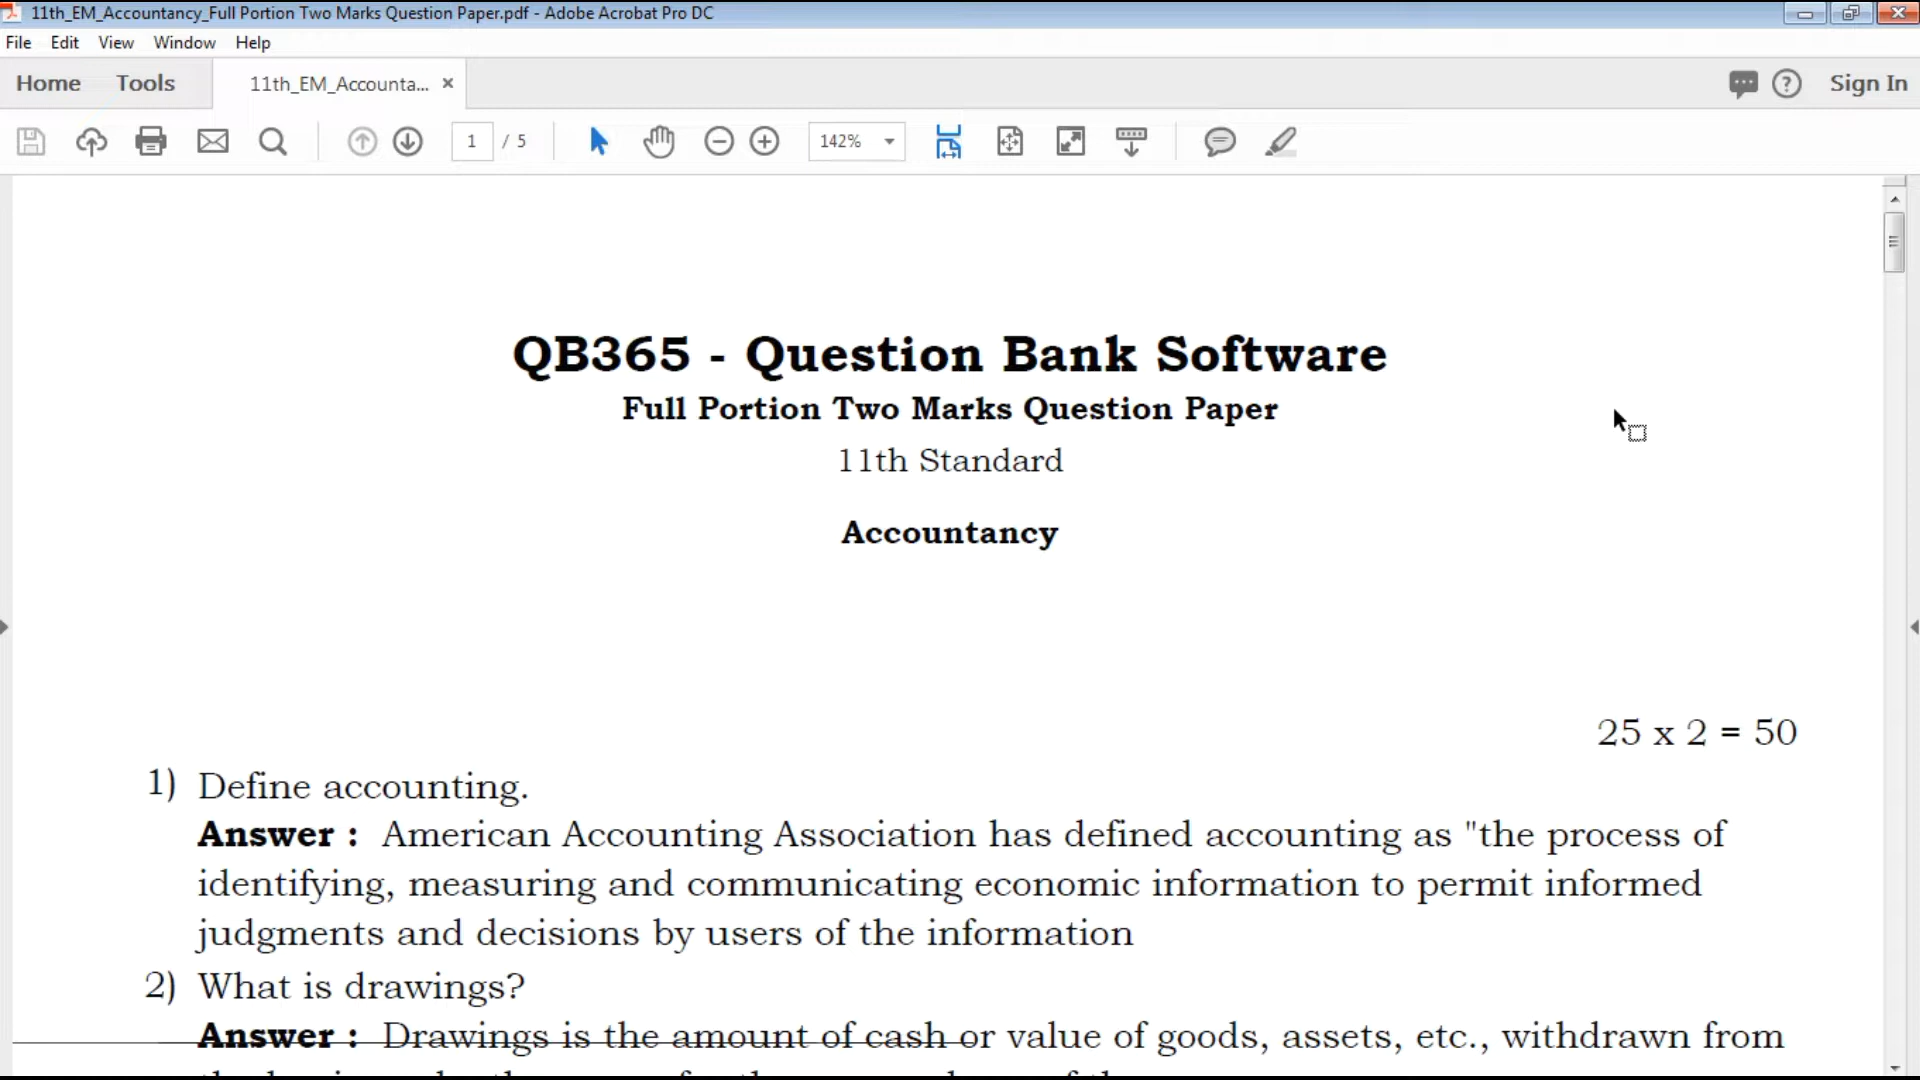 11th_EM_Accountancy_Full Portion Two Marks Question Paper.pdf - Adobe Acrobat Pro DC
File Edit View Window Help
Home Tools 11th_EM_Accounta... × Sign In
1 / 5 142%
QB365 - Question Bank Software
Full Portion Two Marks Question Paper
11th Standard
Accountancy
25 x 2 = 50
1) Define accounting.
Answer : American Accounting Association has defined accounting as "the process of
identifying, measuring and communicating economic information to permit informed
judgments and decisions by users of the information
2) What is drawings?
Answer : Drawings is the amount of cash or value of goods, assets, etc., withdrawn from